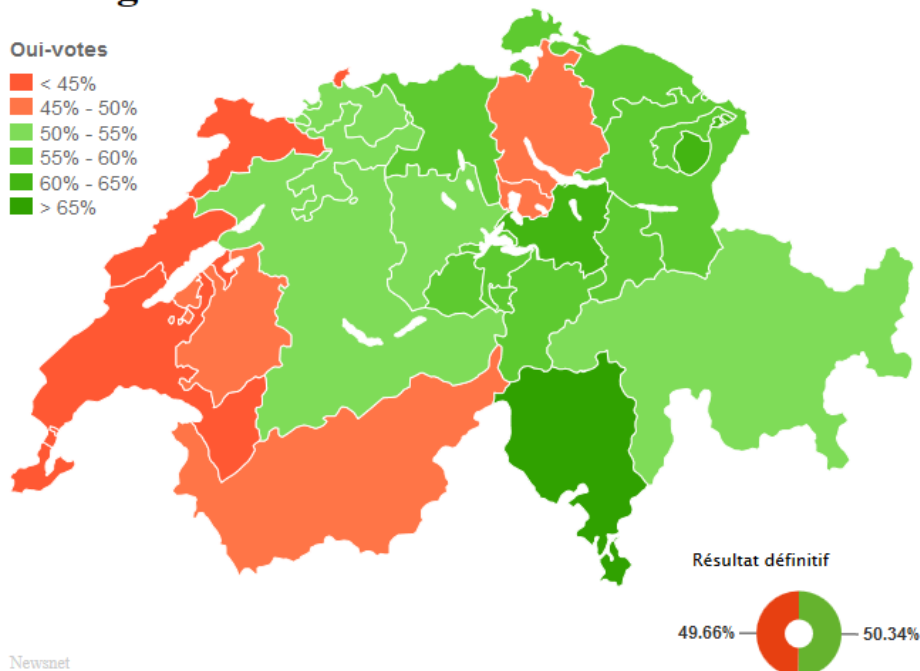 Oui-votes
< 45%
45% - 50%
50% - 55%
55% - 60%
60% - 65%
> 65%
Résultat définitif
49.66%
50.34%
Newsnet